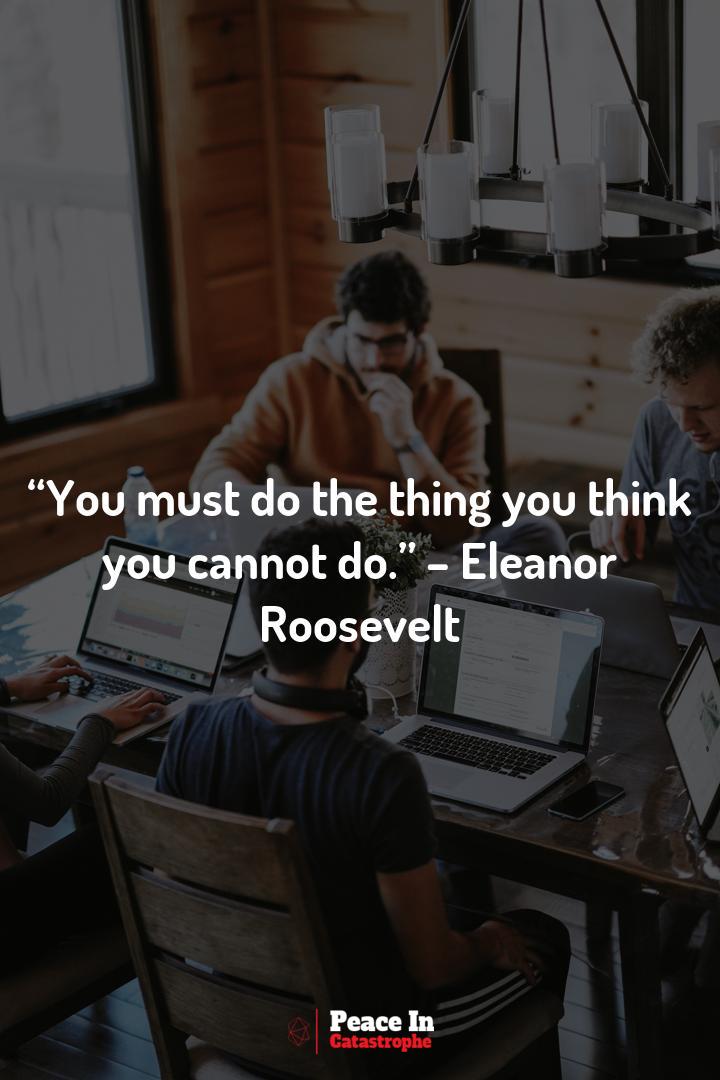 “You must do the thing you think
you cannot do.” – Eleanor
Roosevelt
Peace In
Catastrophe